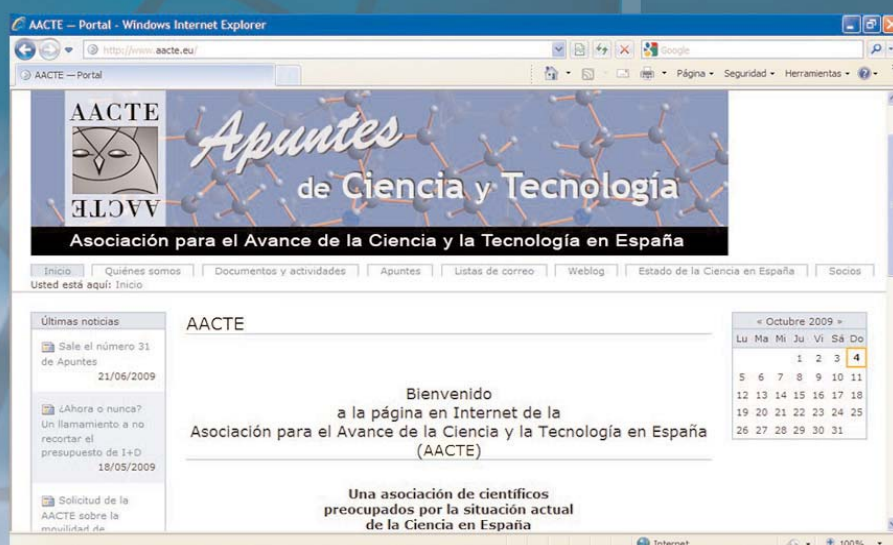 AACTE — Portal - Windows Internet Explorer
http://www.aacte.eu/
Google
AACTE — Portal
Página
Seguridad
Herramientas
AACTE
AACTE
Apuntes
de Ciencia y Tecnología
Asociación para el Avance de la Ciencia y la Tecnología en España
Inicio
Quiénes somos
Documentos y actividades
Apuntes
Listas de correo
Weblog
Estado de la Ciencia en España
Socios
Usted está aquí: Inicio
Últimas noticias
Sale el número 31
de Apuntes
21/06/2009
¿Ahora o nunca?
Un llamamiento a no
recortar el
presupuesto de I+D
18/05/2009
Solicitud de la
AACTE sobre la
movilidad de
AACTE
Bienvenido
a la página en Internet de la
Asociación para el Avance de la Ciencia y la Tecnología en España
(AACTE)
Una asociación de científicos
preocupados por la situación actual
de la Ciencia en España
« Octubre 2009 »
Lu Ma Mi Ju Vi Sá Do
1 2 3 4
5 6 7 8 9 10 11
12 13 14 15 16 17 18
19 20 21 22 23 24 25
26 27 28 29 30 31
Internet
100%